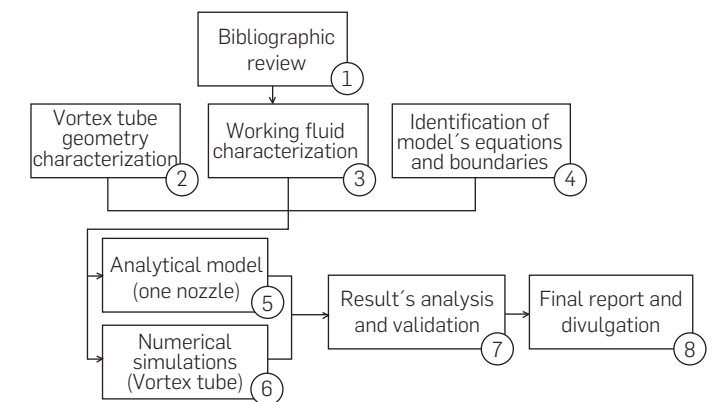 Bibliographic
review
1
Vortex tube
geometry
characterization
2
Working fluid
characterization
3
Identification of
model´s equations
and boundaries
4
Analytical model
(one nozzle)
5
Numerical
simulations
(Vortex tube)
6
Result´s analysis
and validation
7
Final report and
divulgation
8